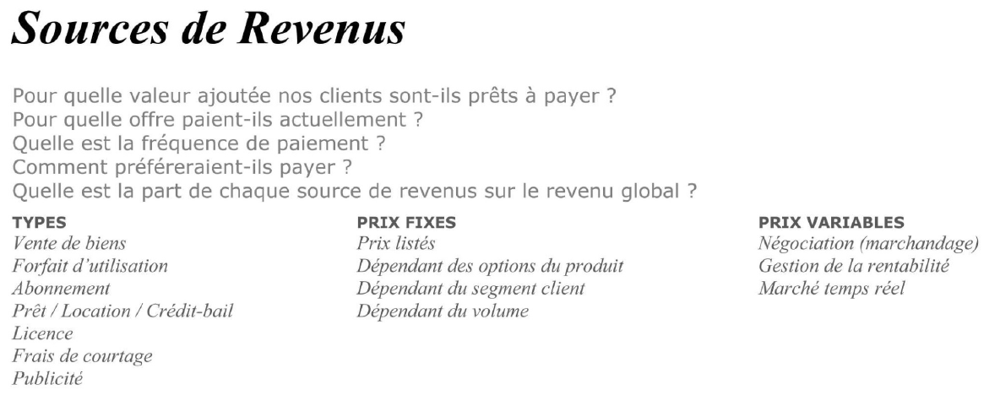 Sources de Revenus
Pour quelle valeur ajoutée nos clients sont-ils prêts à payer ?
Pour quelle offre paient-ils actuellement ?
Quelle est la fréquence de paiement ?
Comment préféreraient-ils payer ?
Quelle est la part de chaque source de revenus sur le revenu global ?
TYPES
Vente de biens
Forfait d’utilisation
Abonnement
Prêt / Location / Crédit-bail
Licence
Frais de courtage
Publicité
PRIX FIXES
Prix listés
Dépendant des options du produit
Dépendant du segment client
Dépendant du volume
PRIX VARIABLES
Négociation (marchandage)
Gestion de la rentabilité
Marché temps réel